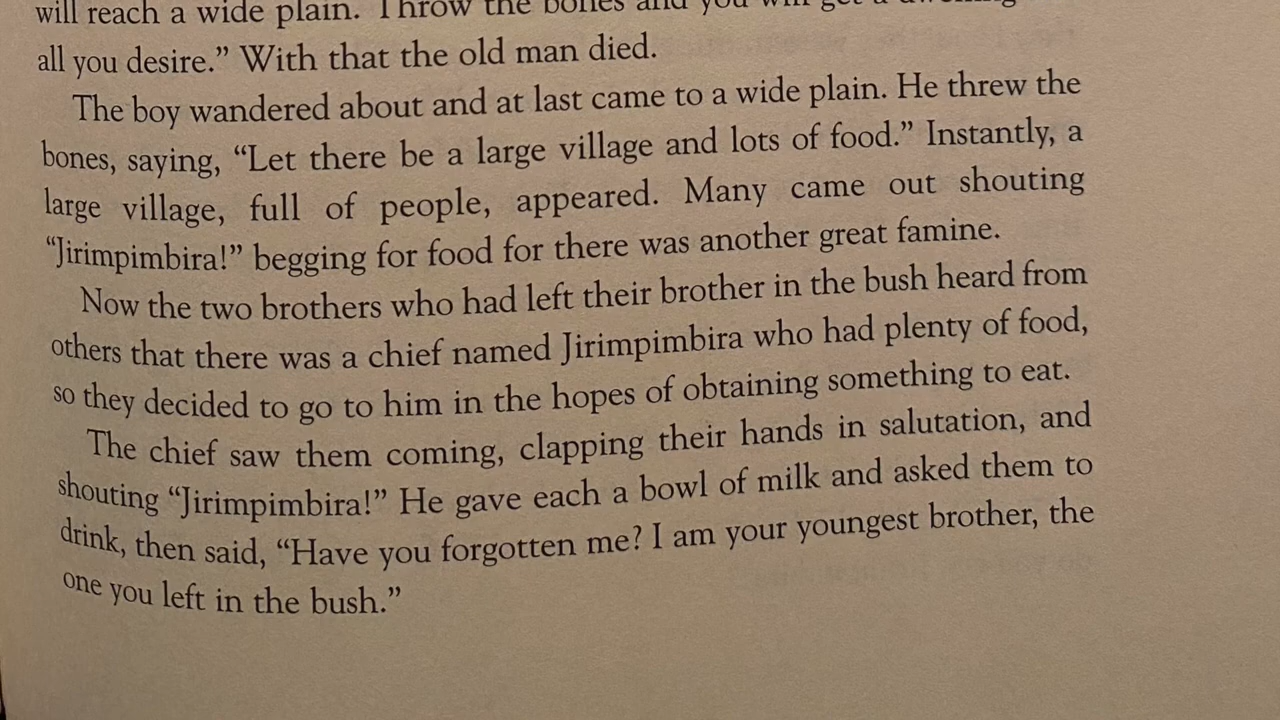 will reach a wide plain. Throw the bones and you will get a
all you desire.” With that the old man died.
The boy wandered about and at last came to a wide plain. He threw the
bones, saying, “Let there be a large village and lots of food.” Instantly, a
large village, full of people, appeared. Many came out shouting
“Jirimpimbira!” begging for food for there was another great famine.
Now the two brothers who had left their brother in the bush heard from
others that there was a chief named Jirimpimbira who had plenty of food,
so they decided to go to him in the hopes of obtaining something to eat.
The chief saw them coming, clapping their hands in salutation, and
shouting “Jirimpimbira!” He gave each a bowl of milk and asked them to
drink, then said, “Have you forgotten me? I am your youngest brother, the
one you left in the bush.”